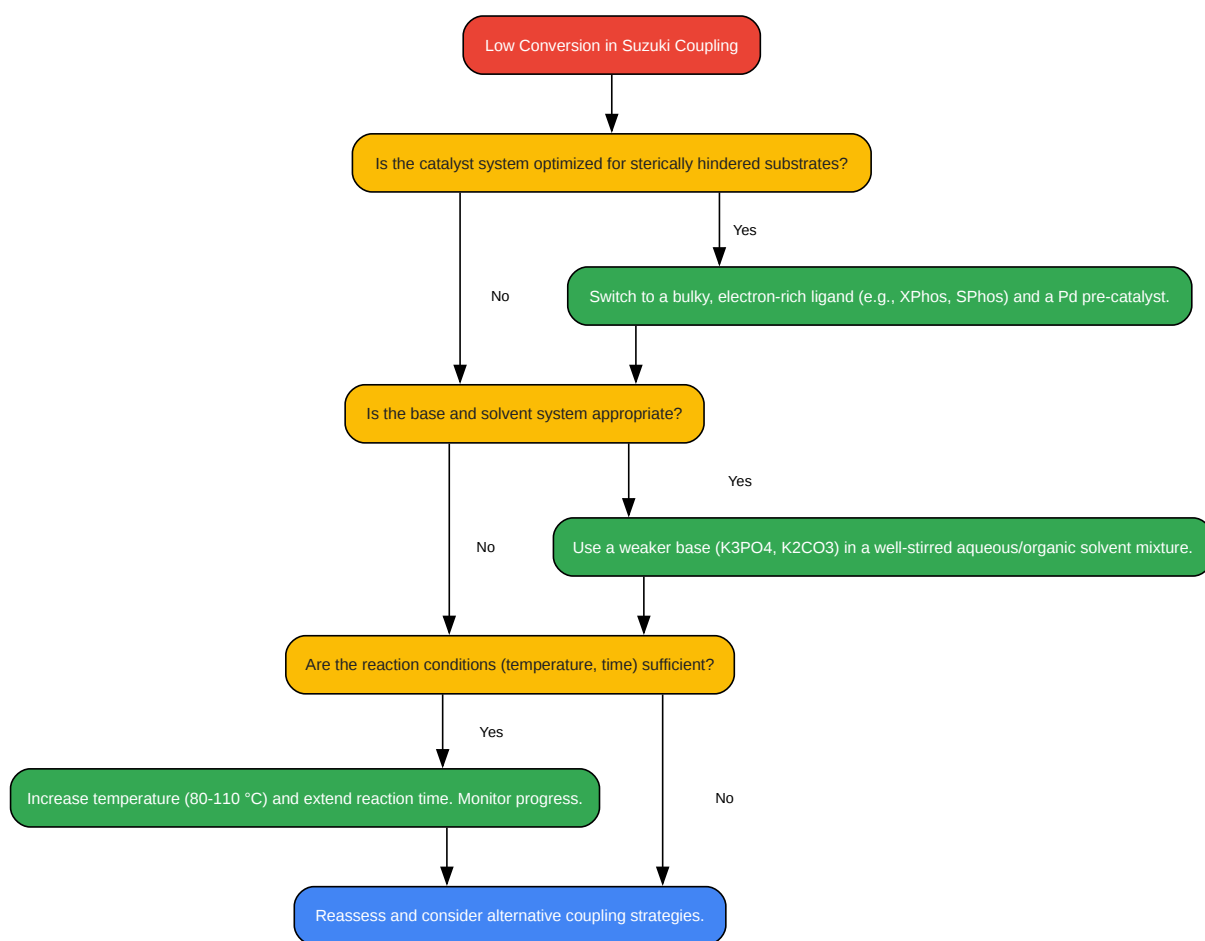 Low Conversion in Suzuki Coupling
Is the catalyst system optimized for sterically hindered substrates?
Yes
No
Switch to a bulky, electron-rich ligand (e.g., XPhos, SPhos) and a Pd pre-catalyst.
Is the base and solvent system appropriate?
Yes
No
Use a weaker base (K3PO4, K2CO3) in a well-stirred aqueous/organic solvent mixture.
Are the reaction conditions (temperature, time) sufficient?
Yes
Increase temperature (80-110 °C) and extend reaction time. Monitor progress.
No
Reassess and consider alternative coupling strategies.